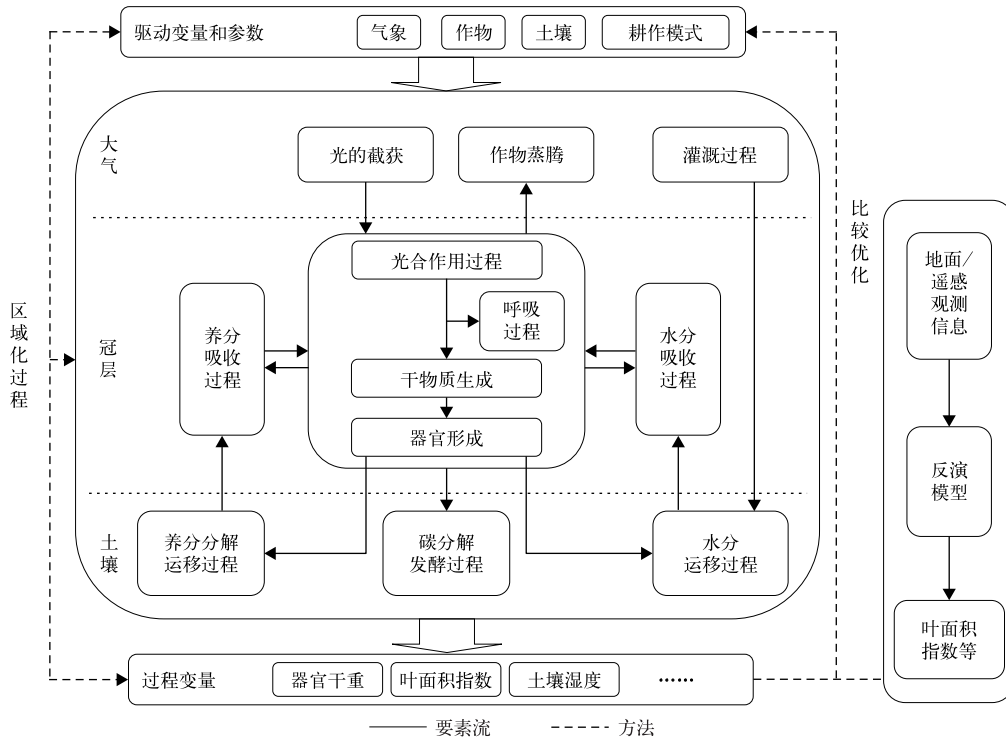 驱动变量和参数 气象 作物 土壤 耕作模式
大气
光的截获 作物蒸腾 灌溉过程
光合作用过程
呼吸
过程
养分
吸收
过程
冠层
水分
吸收
过程
干物质生成
器官形成
土壤
养分分解
运移过程
碳分解
发酵过程
水分
运移过程
区域化过程
比较优化
地面/
遥感
观测
信息
反演
模型
叶面积
指数等
过程变量 器官干重 叶面积指数 土壤湿度 ……
要素流 方法